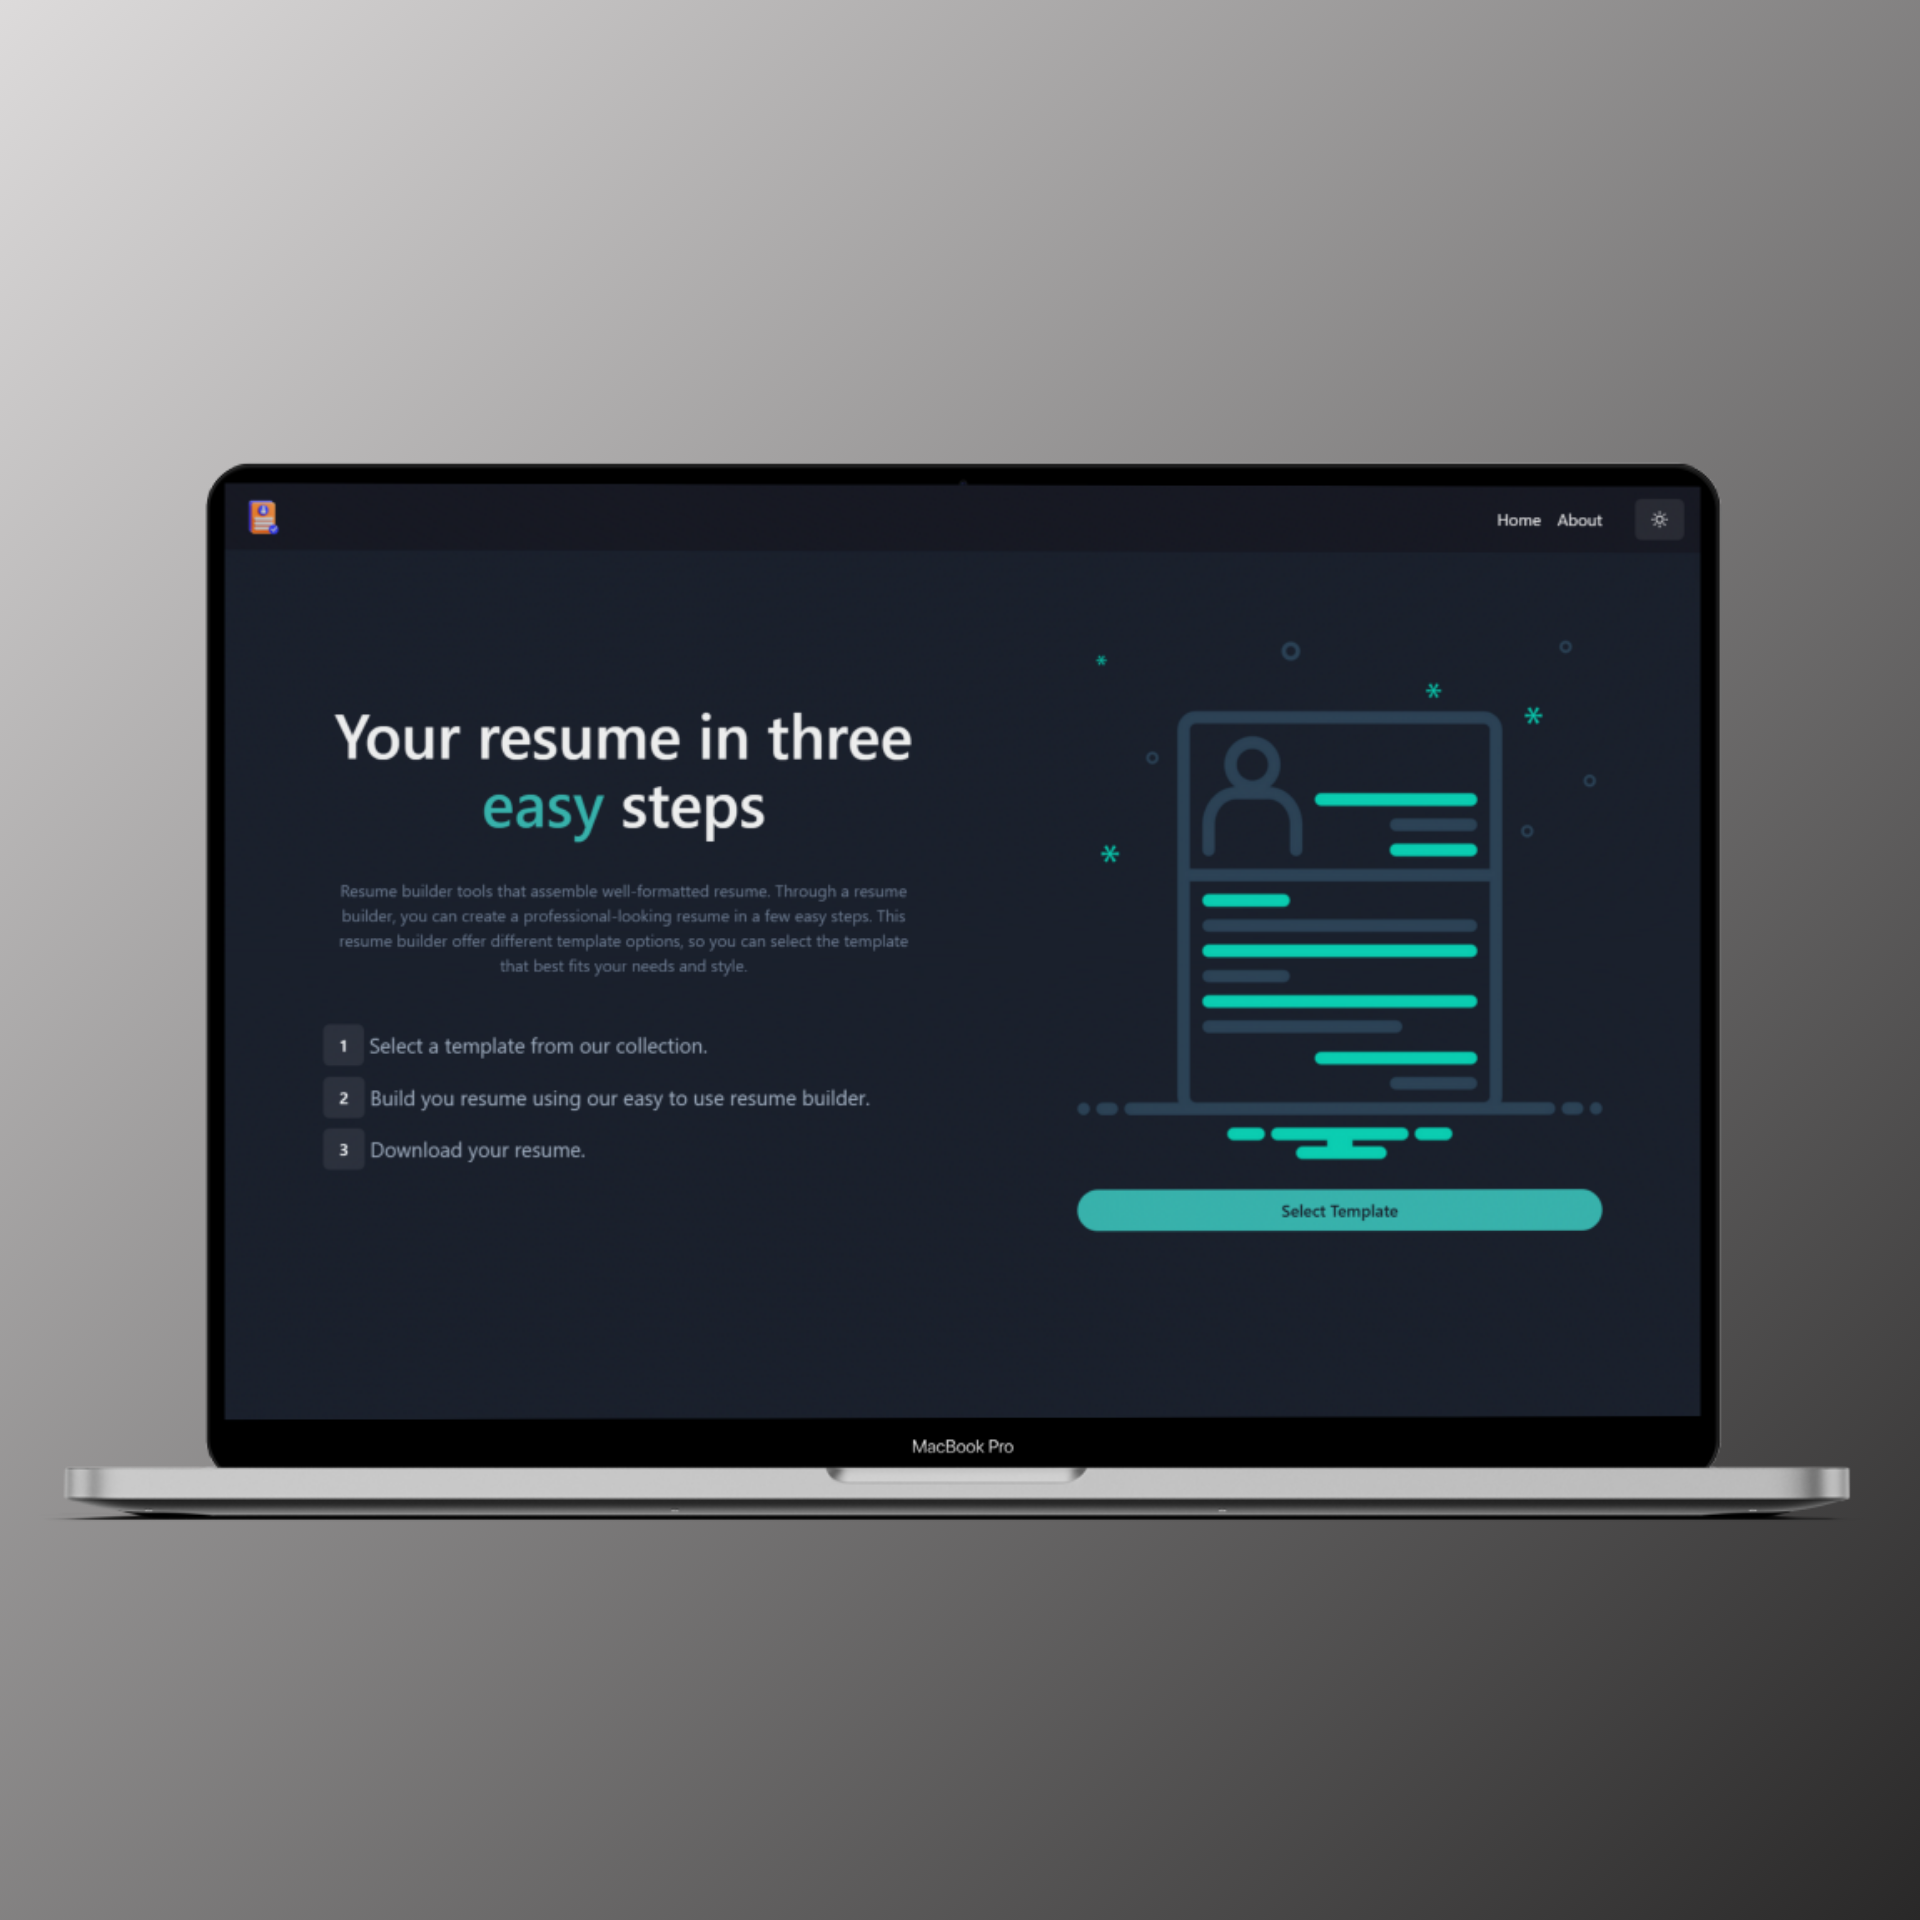 Home About
Your resume in three
easy steps
Resume builder tools that assemble well-formatted resume. Through a resume
builder, you can create a professional-looking resume in a few easy steps. This
resume builder offer different template options, so you can select the template
that best fits your needs and style.
1 Select a template from our collection.
2 Build you resume using our easy to use resume builder.
3 Download your resume.
Select Template
MacBook Pro